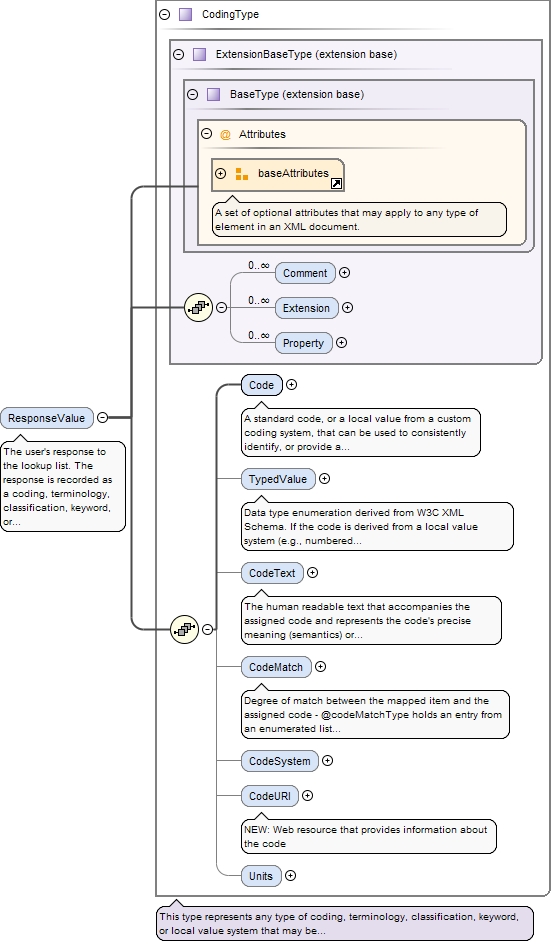 CodingType
ExtensionBaseType (extension base)
BaseType (extension base)
@ Attributes
baseAttributes
A set of optional attributes that may apply to any type of
element in an XML document.
0..∞
Comment
0..∞
Extension
0..∞
Property
ResponseValue
The user's response to
the lookup list. The
response is recorded as
a coding, terminology,
classification, keyword,
or...
Code
A standard code, or a local value from a custom
coding system, that can be used to consistently
identify, or provide a...
TypedValue
Data type enumeration derived from W3C XML
Schema. If the code is derived from a local value
system (e.g., numbered...
CodeText
The human readable text that accompanies the
assigned code and represents the code's precise
meaning (semantics) or...
CodeMatch
Degree of match between the mapped item and the
assigned code - @codeMatchType holds an entry from
an enumerated list...
CodeSystem
CodeURI
NEW: Web resource that provides information about
the code
Units
This type represents any type of coding, terminology, classification, keyword,
or local value system that may be...